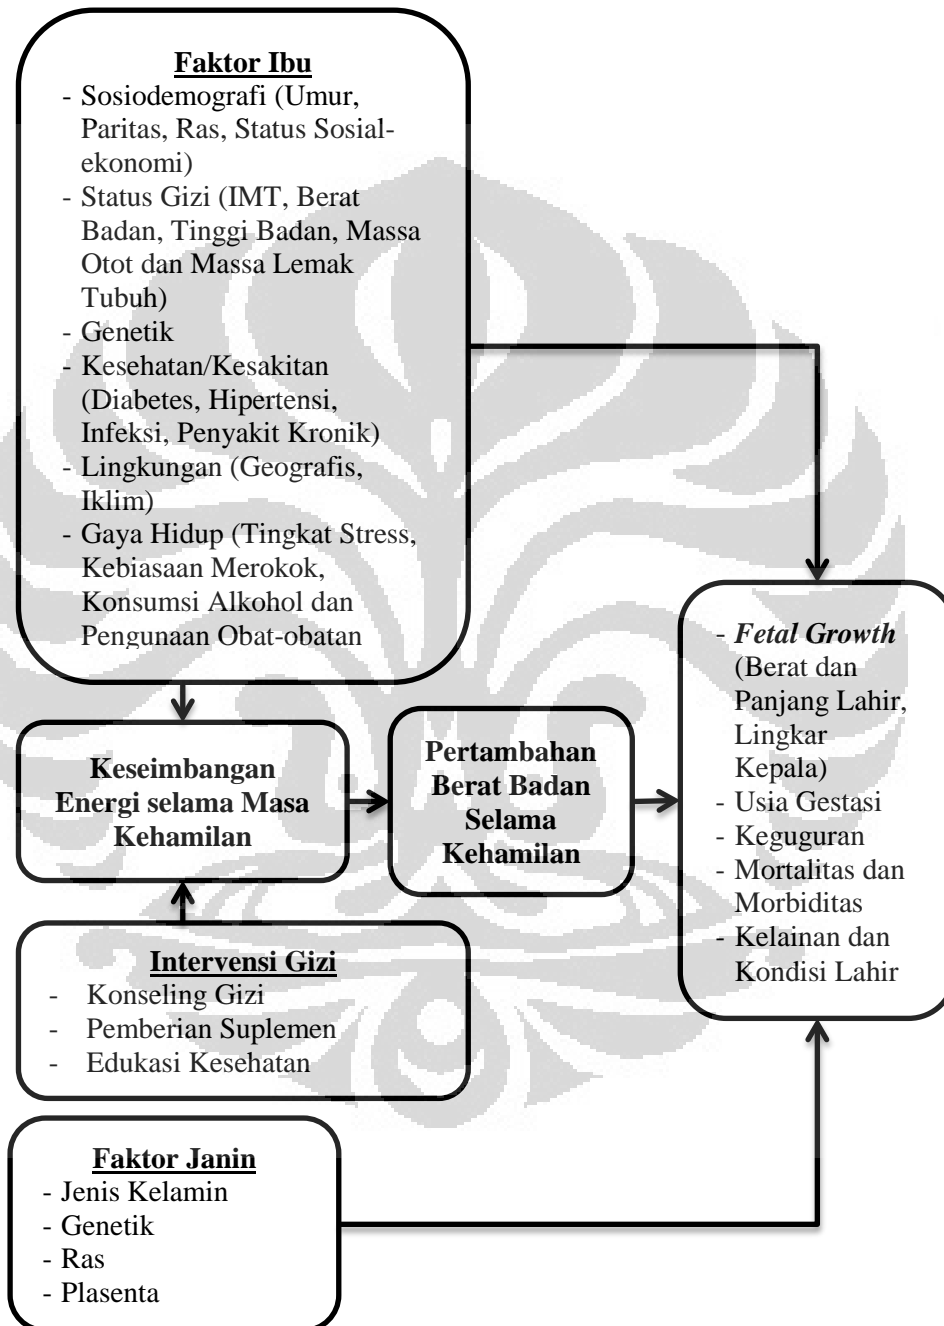 Faktor Ibu
- Sosiodemografi (Umur,
Paritas, Ras, Status Sosial-
ekonomi)
- Status Gizi (IMT, Berat
Badan, Tinggi Badan, Massa
Otot dan Massa Lemak
Tubuh)
- Genetik
- Kesehatan/Kesakitan
(Diabetes, Hipertensi,
Infeksi, Penyakit Kronik)
- Lingkungan (Geografis,
Iklim)
- Gaya Hidup (Tingkat Stress,
Kebiasaan Merokok,
Konsumsi Alkohol dan
Pengunaan Obat-obatan
Keseimbangan
Energi selama Masa
Kehamilan
Pertambahan
Berat Badan
Selama
Kehamilan
- Fetal Growth
(Berat dan
Panjang Lahir,
Lingkar
Kepala)
- Usia Gestasi
- Keguguran
- Mortalitas dan
Morbiditas
- Kelainan dan
Kondisi Lahir
Intervensi Gizi
- Konseling Gizi
- Pemberian Suplemen
- Edukasi Kesehatan
Faktor Janin
- Jenis Kelamin
- Genetik
- Ras
- Plasenta